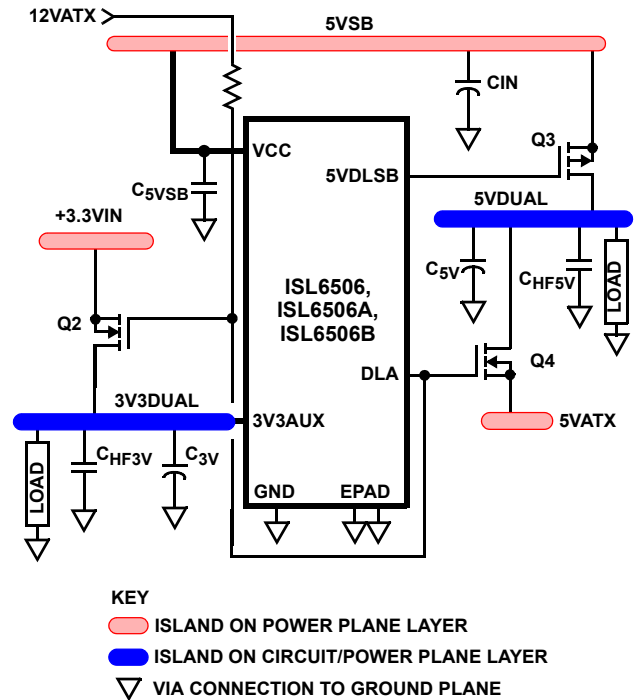 12VATX
5VSB
CIN
Q3
VCC
5VDLSB
C5VSB
5VDUAL
+3.3VIN
C5V
CHF5V
LOAD
ISL6506,
ISL6506A,
ISL6506B
Q2
Q4
DLA
3V3DUAL
3V3AUX
5VATX
CHF3V
C3V
LOAD
GND
EPAD
KEY
ISLAND ON POWER PLANE LAYER
ISLAND ON CIRCUIT/POWER PLANE LAYER
VIA CONNECTION TO GROUND PLANE